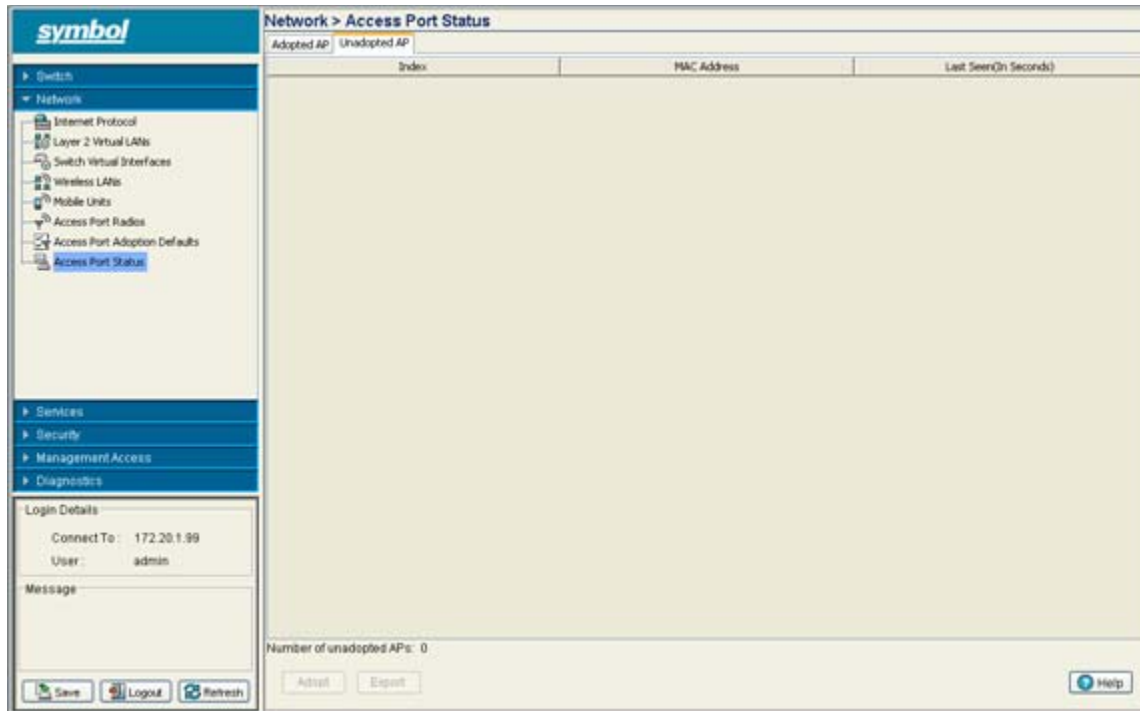 symbol
Switch
Network
Internet Protocol
Layer 2 Virtual LANs
Switch Virtual Interfaces
Wireless LANs
Mobile Units
Access Port Radios
Access Port Adoption Defaults
Access Port Status
Services
Security
Management Access
Diagnostics
Login Details
Connect To : 172.20.1.99
User : admin
Message
Save Logout Refresh
Network > Access Port Status
Adopted AP Unadopted AP
Index MAC Address Last Seen(In Seconds)
Number of unadopted APs: 0
Adopt Export
Help